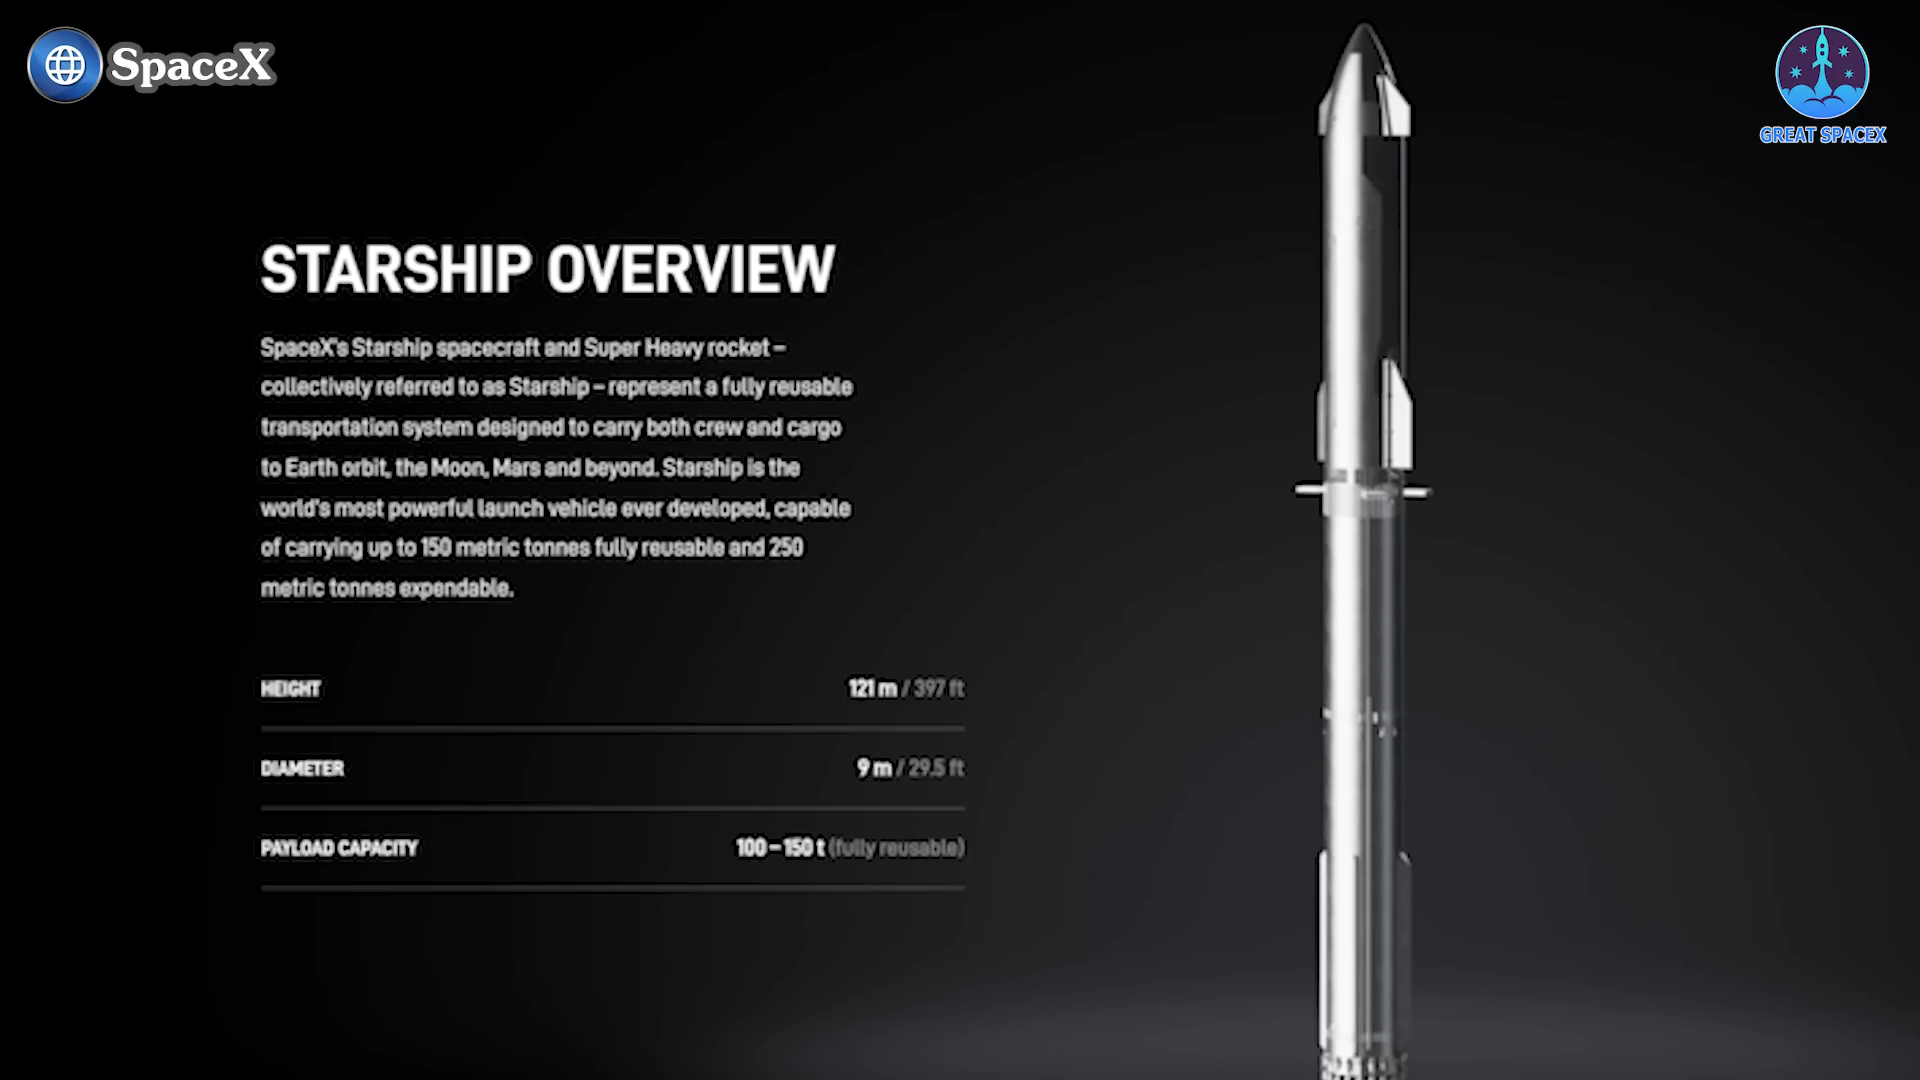 SpaceX
GREAT SPACEX
STARSHIP OVERVIEW
SpaceX's Starship spacecraft and Super Heavy rocket –
collectively referred to as Starship – represent a fully reusable
transportation system designed to carry both crew and cargo
to Earth orbit, the Moon, Mars and beyond. Starship is the
world's most powerful launch vehicle ever developed, capable
of carrying up to 150 metric tonnes fully reusable and 250
metric tonnes expendable.
HEIGHT 121 m / 397 ft
DIAMETER 9 m / 29.5 ft
PAYLOAD CAPACITY 100 – 150 t (fully reusable)